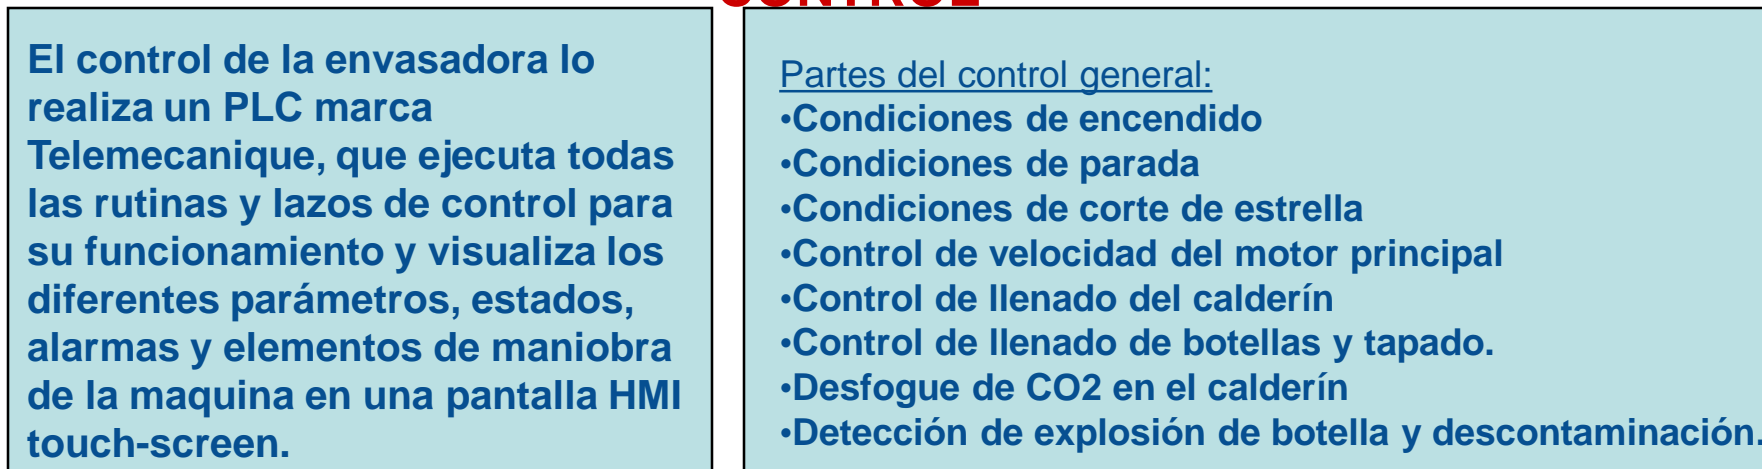 CONTROL
El control de la envasadora lo
realiza un PLC marca
Telemecanique, que ejecuta todas
las rutinas y lazos de control para
su funcionamiento y visualiza los
diferentes parámetros, estados,
alarmas y elementos de maniobra
de la maquina en una pantalla HMI
touch-screen.
Partes del control general:
•Condiciones de encendido
•Condiciones de parada
•Condiciones de corte de estrella
•Control de velocidad del motor principal
•Control de llenado del calderín
•Control de llenado de botellas y tapado.
•Desfogue de CO2 en el calderín
•Detección de explosión de botella y descontaminación.